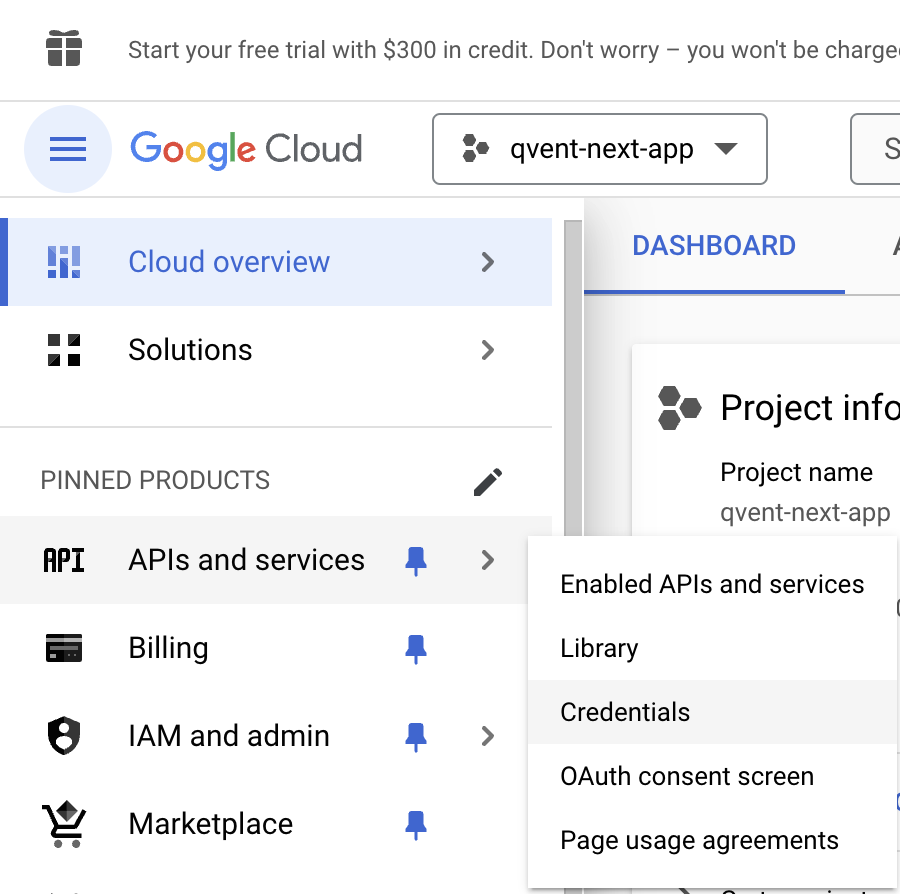 Start your free trial with $300 in credit. Don't worry – you won't be charge
Google Cloud
qvent-next-app
S
Cloud overview
DASHBOARD
Solutions
Project info
PINNED PRODUCTS
Project name
qvent-next-app
API APIs and services
Enabled APIs and services
Billing
Library
Credentials
IAM and admin
OAuth consent screen
Marketplace
Page usage agreements